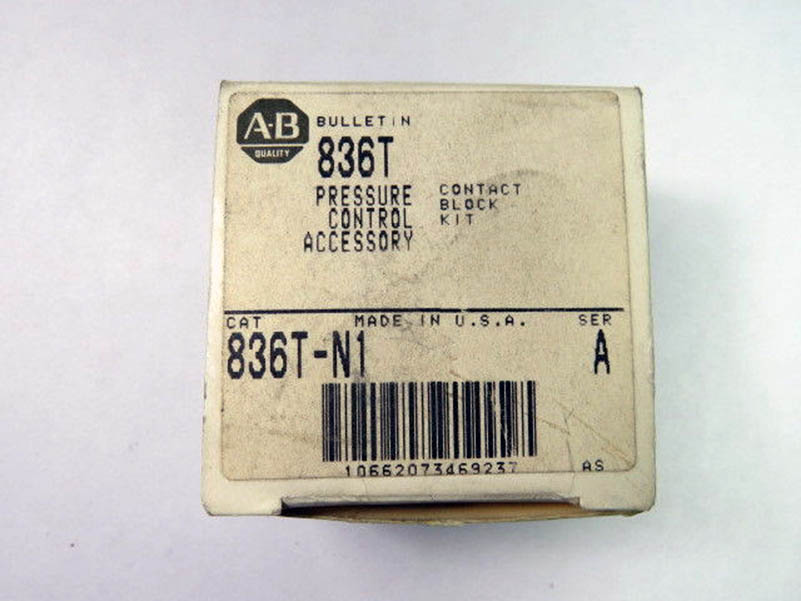 A-B
QUALITY
BULLETIN
836T
PRESSURE
CONTROL
ACCESSORY
CONTACT
BLOCK
KIT
CAT MADE IN U.S.A. SER
836T-N1 A
10662073469237 AS